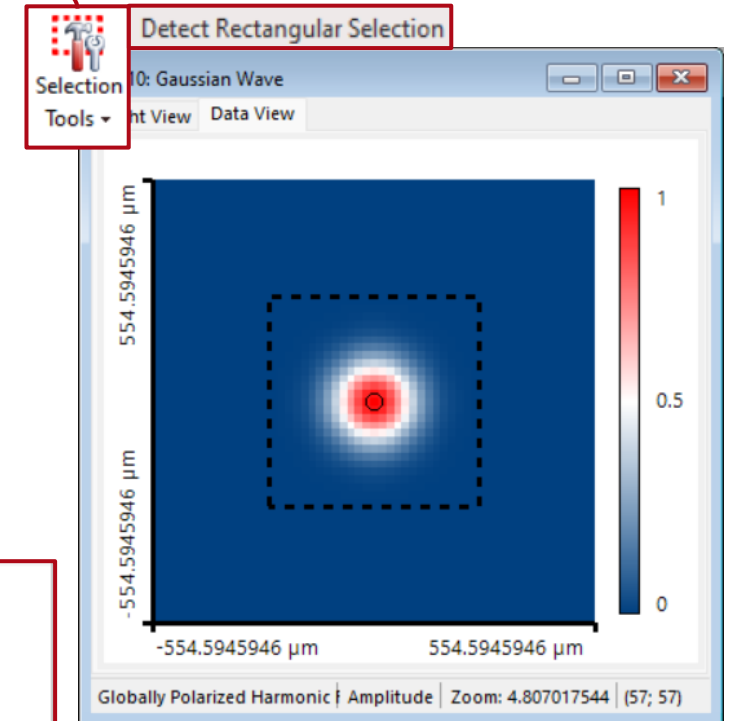 Detect Rectangular Selection
Selection
Tools
10: Gaussian Wave
ht View
Data View
554.5945946 µm
-554.5945946 µm
-554.5945946 µm
554.5945946 µm
1
0.5
0
Globally Polarized Harmonic
Amplitude
Zoom: 4.807017544
(57; 57)